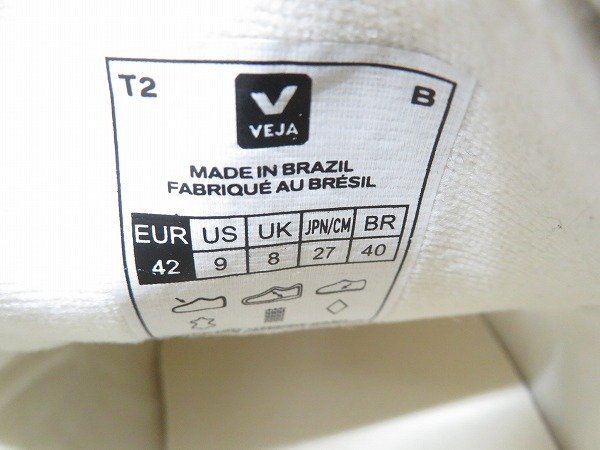 T2
B
VEJA
MADE IN BRAZIL
FABRIQUÉ AU BRÉSIL
EUR US UK JPN/CM BR
42 9 8 27 40